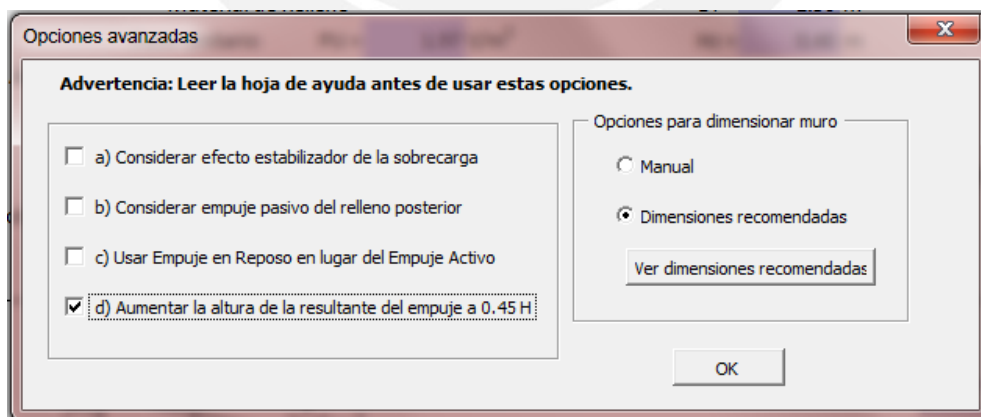 Opciones avanzadas
Advertencia: Leer la hoja de ayuda antes de usar estas opciones.
a) Considerar efecto estabilizador de la sobrecarga
b) Considerar empuje pasivo del relleno posterior
c) Usar Empuje en Reposo en lugar del Empuje Activo
d) Aumentar la altura de la resultante del empuje a 0.45 H
Opciones para dimensionar muro
Manual
Dimensiones recomendadas
Ver dimensiones recomendadas
OK